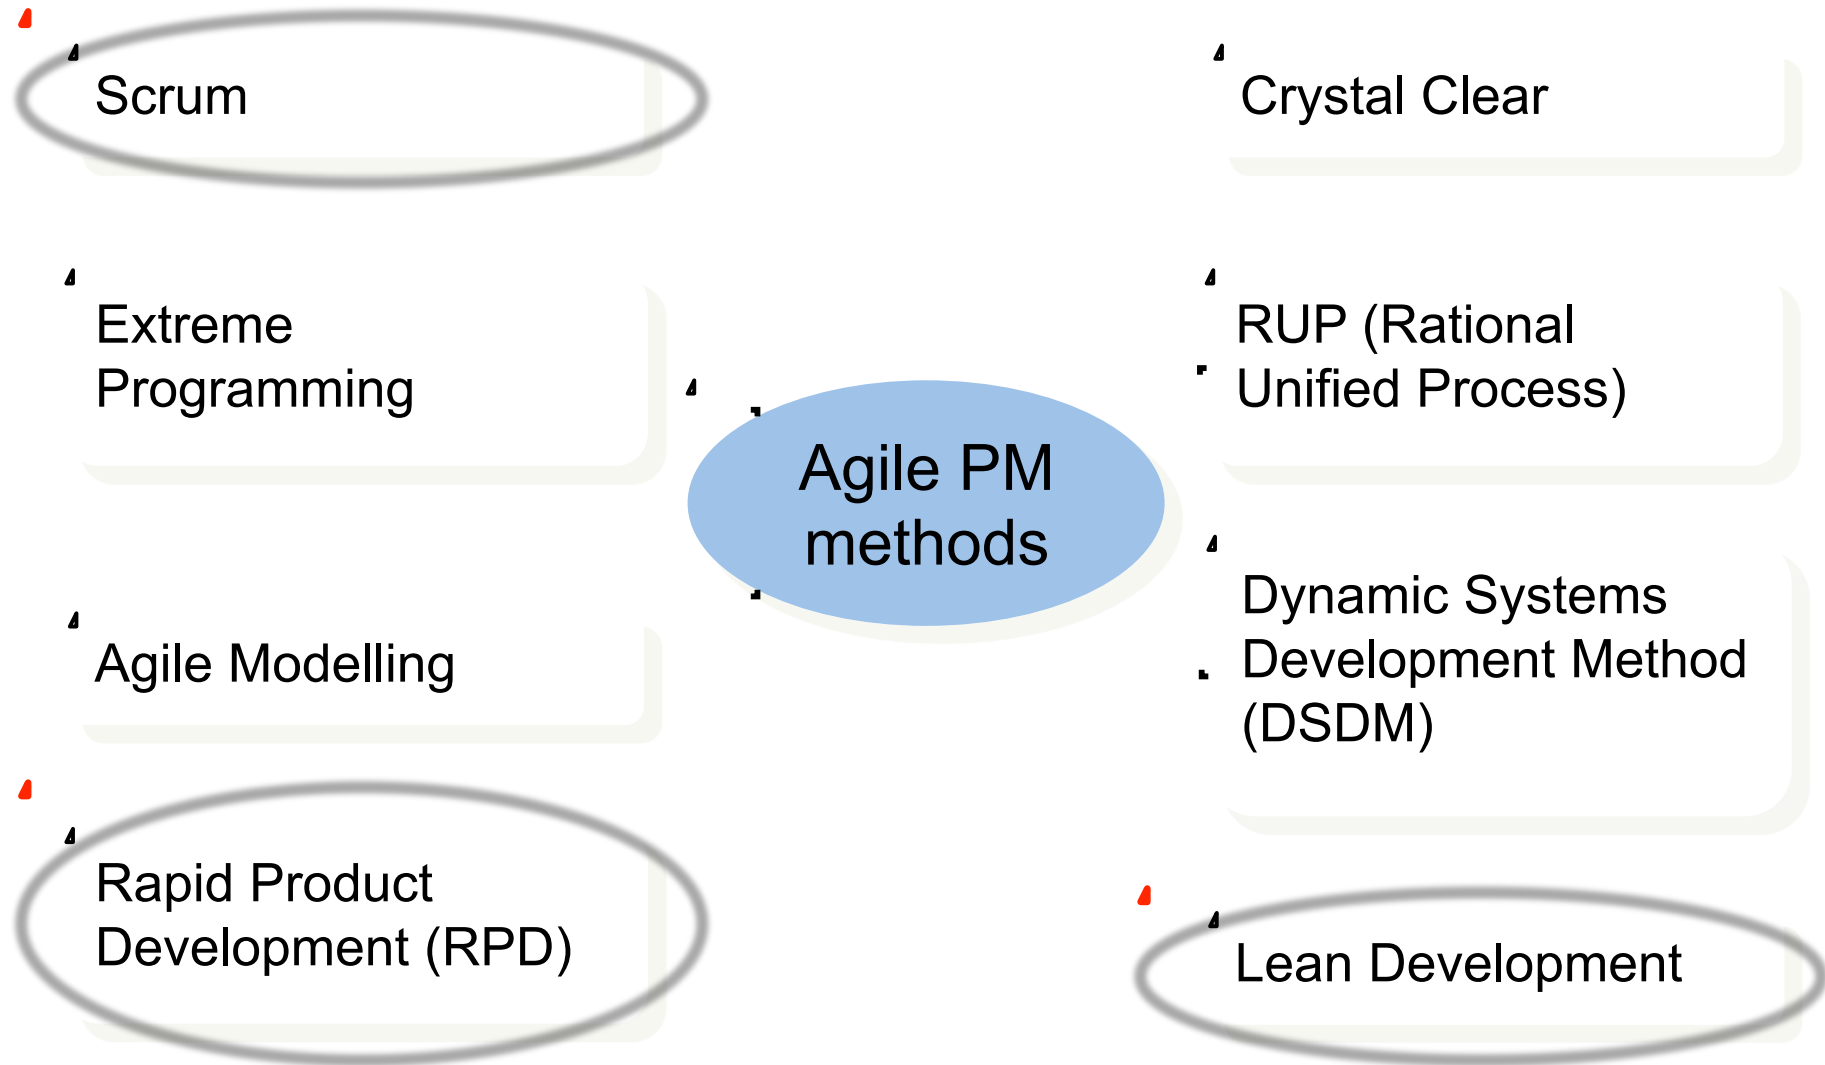 Scrum
Extreme
Programming
Agile Modelling
Rapid Product
Development (RPD)
Agile PM
methods
Crystal Clear
RUP (Rational
Unified Process)
Dynamic Systems
Development Method
(DSDM)
Lean Development